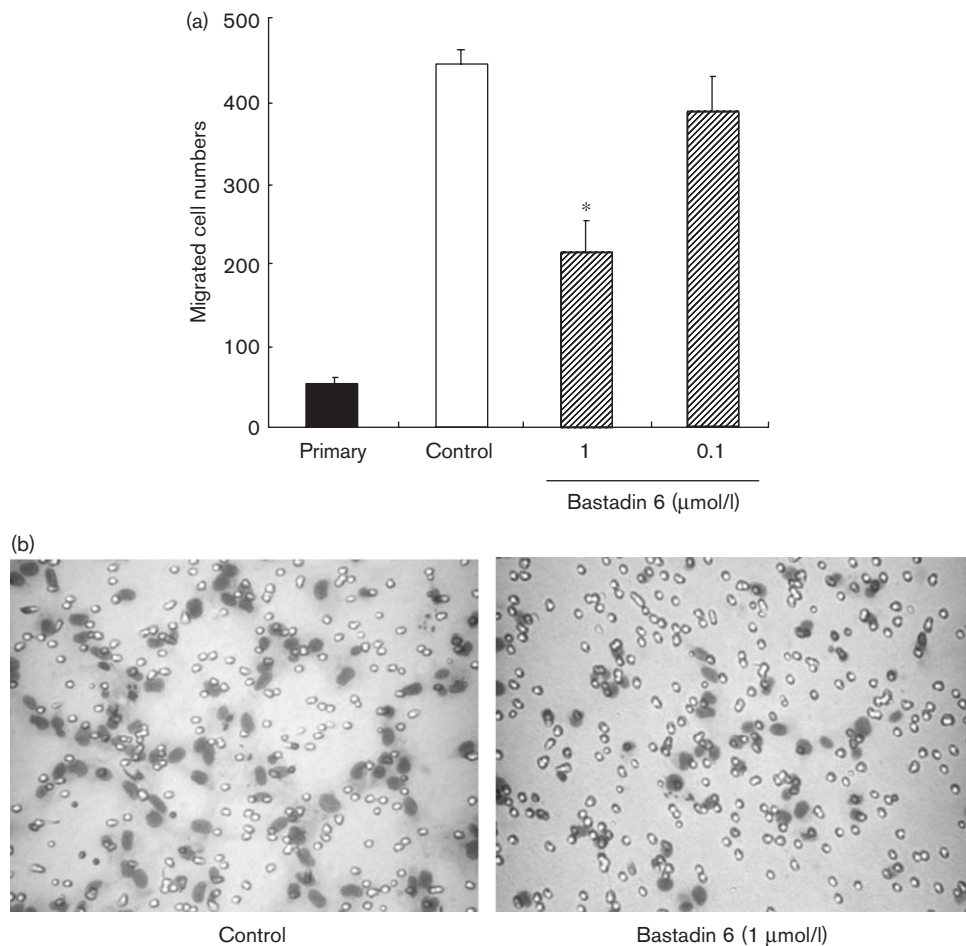 (a)
500
400
300
200
100
0
Migrated cell numbers
*
Primary Control 1 0.1
Bastadin 6 (μmol/l)
(b)
Control Bastadin 6 (1 μmol/l)